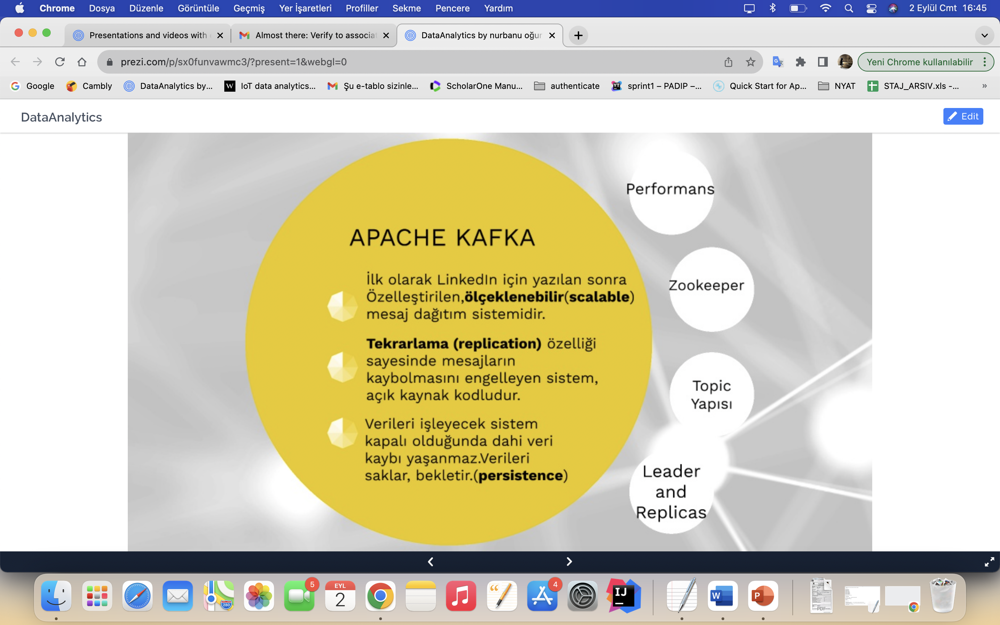 Chrome Dosya Düzenle Görüntüle Geçmiş Yer İşaretleri Profiller Sekme Pencere Yardım 2 Eylül Cmt 16:45
Presentations and videos with Almost there: Verify to associat DataAnalytics by nurbanu oğur
prezi.com/p/sx0funvawmc3/?present=1&webgl=0 Yeni Chrome kullanılabilir
Google Cambly DataAnalytics by... IoT data analytics... Şu e-tablo sizinle... ScholarOne Manu... authenticate sprint1 – PADIP –... Quick Start for Ap... NYAT STAJ_ARSIV.xls -... »
DataAnalytics Edit
APACHE KAFKA
İlk olarak LinkedIn için yazılan sonra
Özelleştirilen,ölçeklenebilir(scalable)
mesaj dağıtım sistemidir.
Tekrarlama (replication) özelliği
sayesinde mesajların
kaybolmasını engelleyen sistem,
açık kaynak kodludur.
Verileri işleyecek sistem
kapalı olduğunda dahi veri
kaybı yaşanmaz.Verileri
saklar, bekletir.(persistence)
Performans
Zookeeper
Topic
Yapısı
Leader
and
Replicas
5
EYL
2
4
280
IJ
W
P
PDF